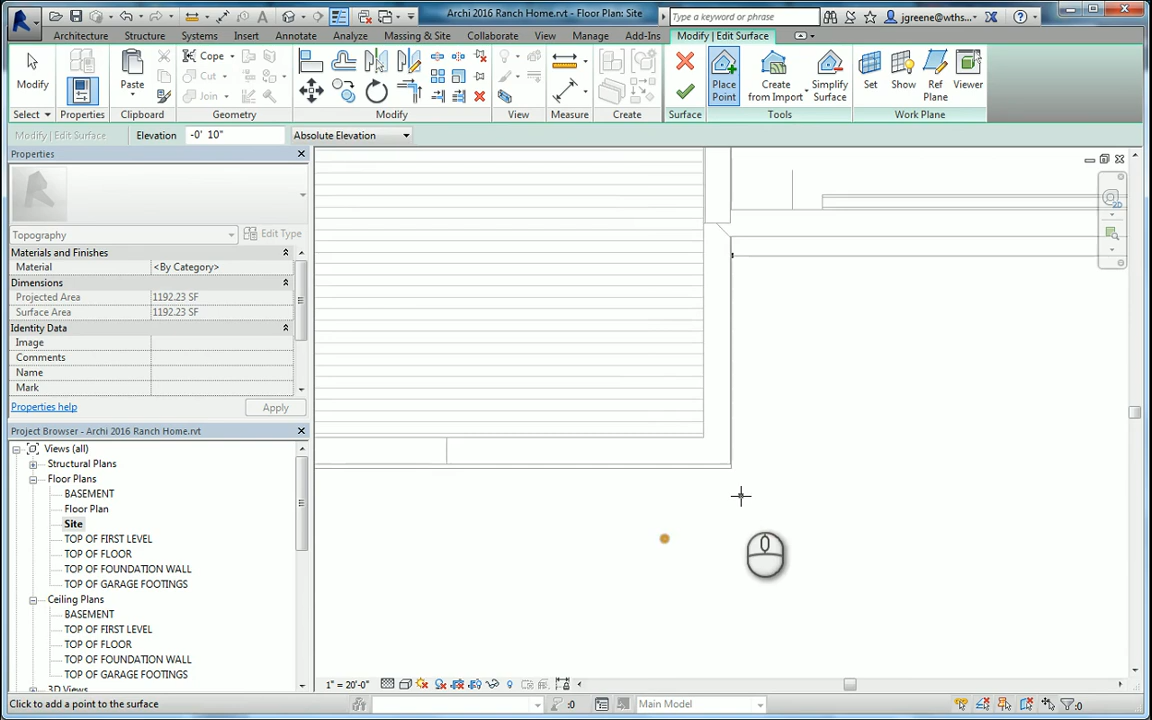 Archi 2016 Ranch Home.rvt - Floor Plan: Site
Type a keyword or phrase
jgreene@wths...
Architecture Structure Systems Insert Annotate Analyze Massing & Site Collaborate View Manage Add-Ins Modify | Edit Surface
Modify
Paste
Cope
Cut
Join
Place Point
Create from Import
Simplify Surface
Set
Show
Ref Plane
Viewer
Select Properties Clipboard Geometry Modify View Measure Create Surface Tools Work Plane
Modify | Edit Surface Elevation -0' 10" Absolute Elevation
Properties
Topography Edit Type
Materials and Finishes
Material <By Category>
Dimensions
Projected Area 1192.23 SF
Surface Area 1192.23 SF
Identity Data
Image
Comments
Name
Mark
Properties help Apply
Project Browser - Archi 2016 Ranch Home.rvt
Views (all)
Structural Plans
Floor Plans
BASEMENT
Floor Plan
Site
TOP OF FIRST LEVEL
TOP OF FLOOR
TOP OF FOUNDATION WALL
TOP OF GARAGE FOOTINGS
Ceiling Plans
BASEMENT
TOP OF FIRST LEVEL
TOP OF FLOOR
TOP OF FOUNDATION WALL
TOP OF GARAGE FOOTINGS
3D Views
2D
1" = 20'-0"
Click to add a point to the surface
:0
Main Model
:0